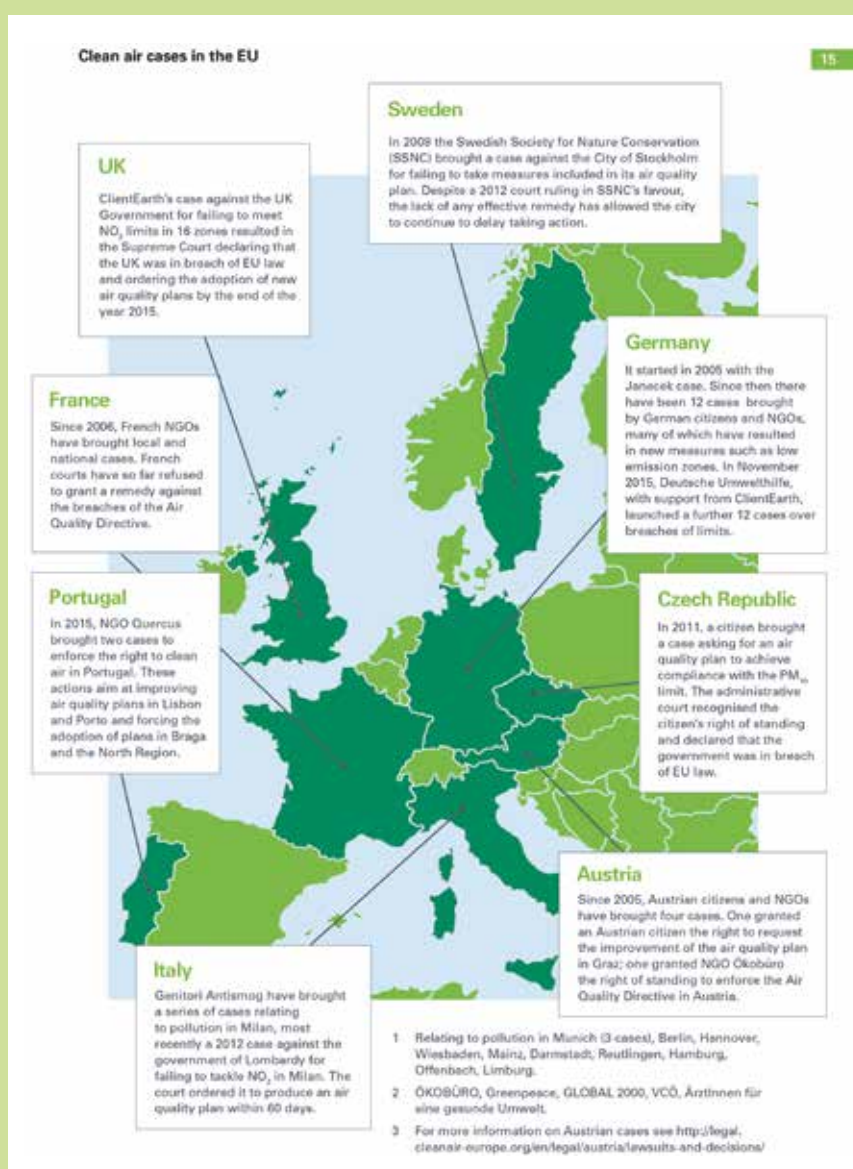 Clean air cases in the EU
15
Sweden
In 2009 the Swedish Society for Nature Conservation
(SSNC) brought a case against the City of Stockholm
for failing to take measures included in its air quality
plan. Despite a 2012 court ruling in SSNC's favour,
the lack of any effective remedy has allowed the city
to continue to delay taking action.
UK
ClientEarth's case against the UK
Government for failing to meet
NO₂ limits in 16 zones resulted in
the Supreme Court declaring that
the UK was in breach of EU law
and ordering the adoption of new
air quality plans by the end of the
year 2015.
Germany
It started in 2005 with the
Janecek case. Since then there
have been 12 cases brought
by German citizens and NGOs,
many of which have resulted
in new measures such as low
emission zones. In November
2015, Deutsche Umwelthilfe,
with support from ClientEarth,
launched a further 12 cases over
breaches of limits.
France
Since 2006, French NGOs
have brought local and
national cases. French
courts have so far refused
to grant a remedy against
the breaches of the Air
Quality Directive.
Portugal
In 2015, NGO Quercus
brought two cases to
enforce the right to clean
air in Portugal. These
actions aim at improving
air quality plans in Lisbon
and Porto and forcing the
adoption of plans in Braga
and the North Region.
Czech Republic
In 2011, a citizen brought
a case asking for an air
quality plan to achieve
compliance with the PM₁₀
limit. The administrative
court recognised the
citizen's right of standing
and declared that the
government was in breach
of EU law.
Austria
Since 2005, Austrian citizens and NGOs
have brought four cases. One granted
an Austrian citizen the right to request
the improvement of the air quality plan
in Graz; one granted NGO Ökobüro
the right of standing to enforce the Air
Quality Directive in Austria.
Italy
Genitori Antismog have brought
a series of cases relating
to pollution in Milan, most
recently a 2012 case against the
government of Lombardy for
failing to tackle NO₂ in Milan. The
court ordered it to produce an air
quality plan within 60 days.
1 Relating to pollution in Munich (3 cases), Berlin, Hannover,
Wiesbaden, Mainz, Darmstadt, Reutlingen, Hamburg,
Offenbach, Limburg.
2 ÖKOBÜRO, Greenpeace, GLOBAL 2000, VCÖ, ÄrztInnen für
eine gesunde Umwelt.
3 For more information on Austrian cases see http://legal.
cleanair-europe.org/en/legal/austria/lawsuits-and-decisions/